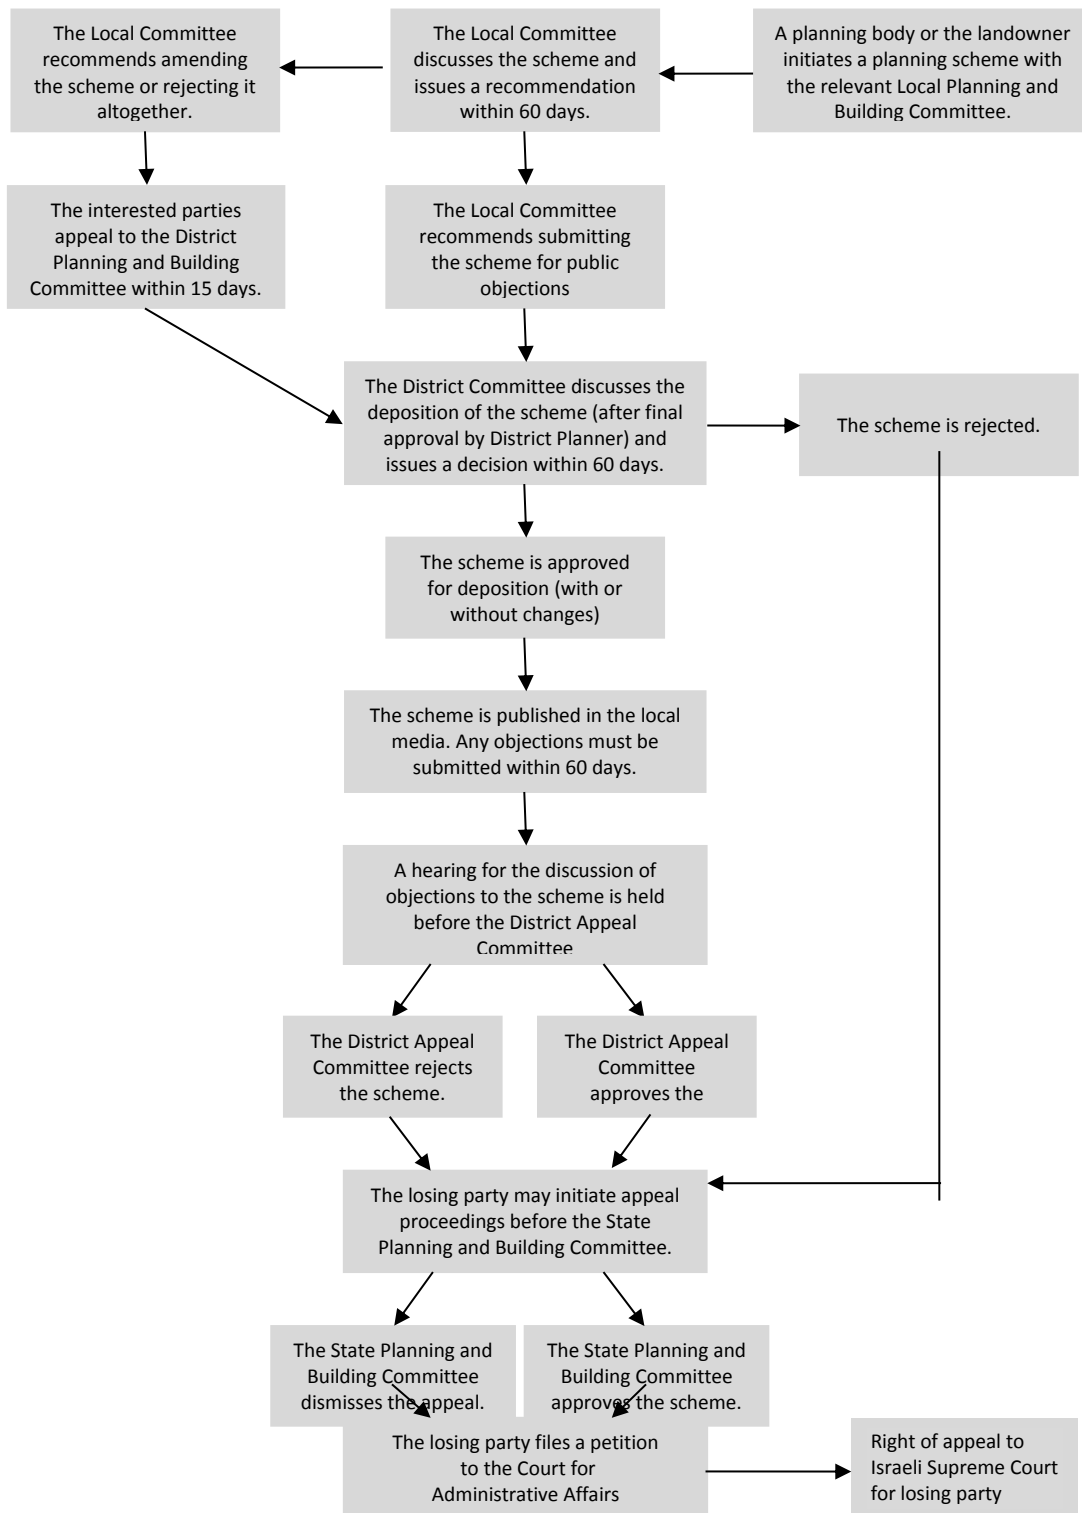 The Local Committee
recommends amending
the scheme or rejecting it
altogether.
The Local Committee
discusses the scheme and
issues a recommendation
within 60 days.
A planning body or the landowner
initiates a planning scheme with
the relevant Local Planning and
Building Committee.
The interested parties
appeal to the District
Planning and Building
Committee within 15 days.
The Local Committee
recommends submitting
the scheme for public
objections
The District Committee discusses the
deposition of the scheme (after final
approval by District Planner) and
issues a decision within 60 days.
The scheme is rejected.
The scheme is approved
for deposition (with or
without changes)
The scheme is published in the local
media. Any objections must be
submitted within 60 days.
A hearing for the discussion of
objections to the scheme is held
before the District Appeal
Committee
The District Appeal
Committee rejects
the scheme.
The District Appeal
Committee
approves the
The losing party may initiate appeal
proceedings before the State
Planning and Building Committee.
The State Planning and
Building Committee
dismisses the appeal.
The State Planning and
Building Committee
approves the scheme.
The losing party files a petition
to the Court for
Administrative Affairs
Right of appeal to
Israeli Supreme Court
for losing party